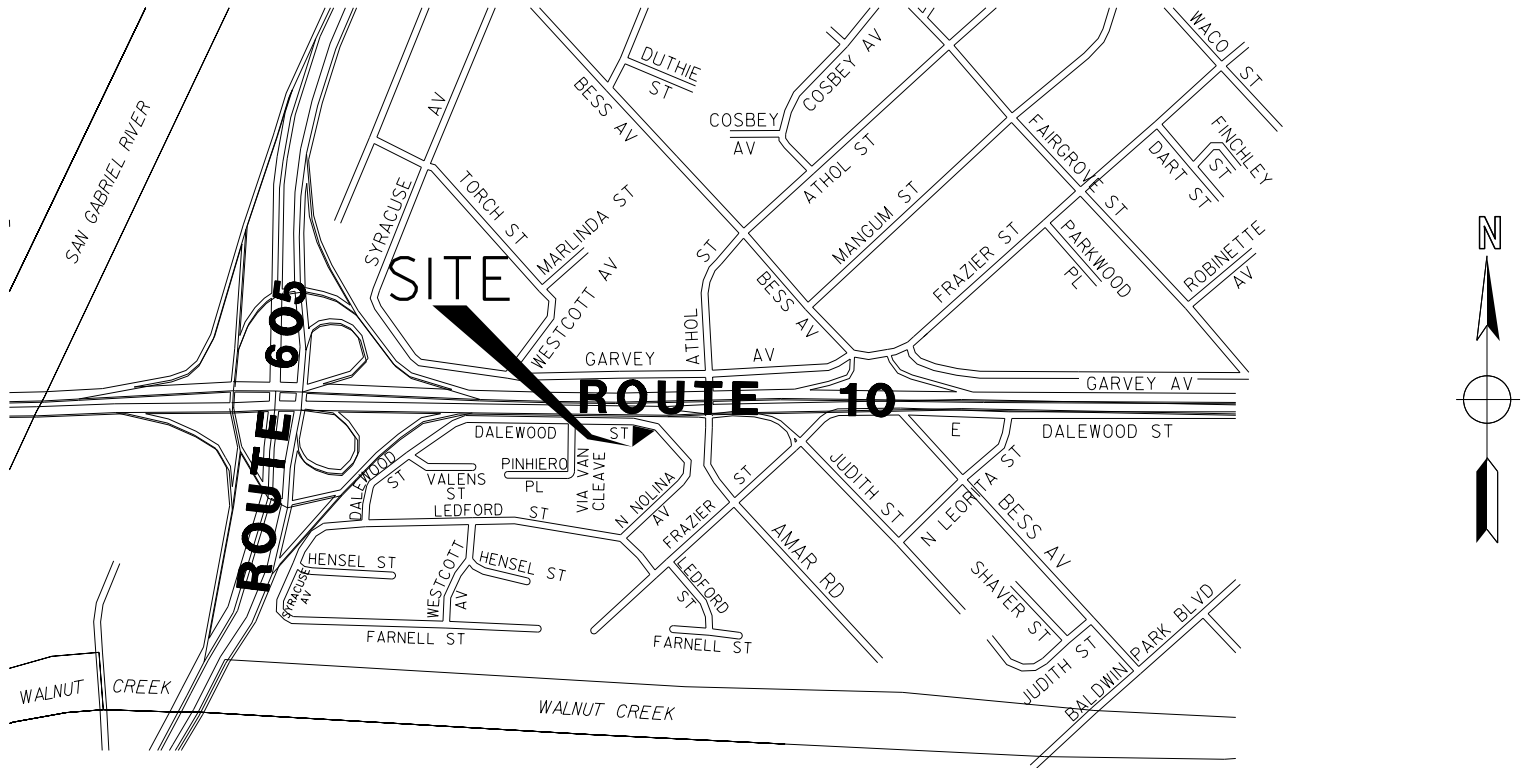 WACO ST
DUTHIE
ST
COSBEY AV
BESS AV
AV
COSBEY
AV
FAIRGROVE ST
FINCHLEY
ST
DART ST
SAN GABRIEL RIVER
ATHOL ST
TORCH ST
SYRACUSE
MARLINDA ST
MANGUM ST
FRAZIER ST
PARKWOOD
PL
ROBINETTE
AV
N
SITE
WESTCOTT AV
ST
BESS AV
ATHOL
ROUTE 605
GARVEY
AV
GARVEY AV
ROUTE 10
DALEWOOD
ST
E
DALEWOOD ST
DALEWOOD
ST
VALENS
ST
PINHIERO
PL
VIA VAN
CLEAVE
N NOLINA
AV
FRAZIER
ST
JUDITH ST
N LEORITA ST
BESS AV
LEDFORD
ST
AMAR RD
HENSEL ST
WESTCOTT
AV
HENSEL ST
LEDFORD
ST
SYRACUSE
AV
SHAVER ST
FARNELL ST
FARNELL ST
JUDITH ST
BALDWIN PARK BLVD
WALNUT CREEK
WALNUT CREEK
ROUTE